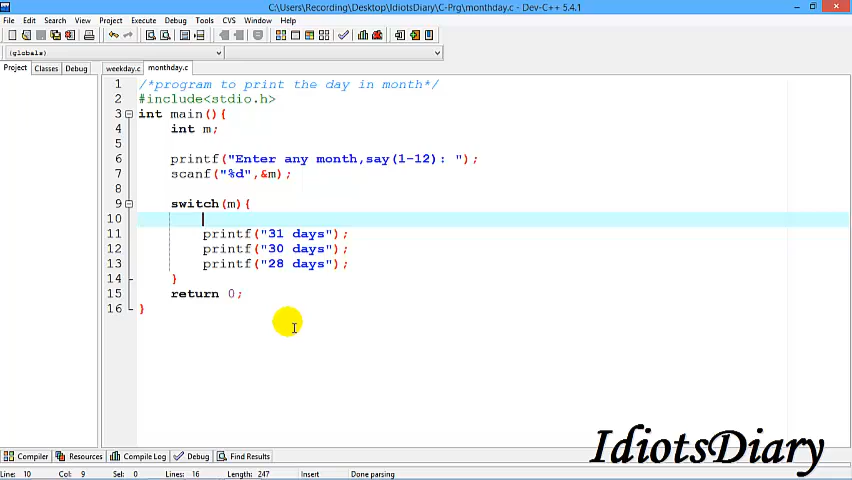 C:\Users\Recording\Desktop\IdiotsDiary\C-Prg\monthday.c - Dev-C++ 5.4.1
File Edit Search View Project Execute Debug Tools CVS Window Help
(globals)
Project Classes Debug weekday.c monthday.c
1 /*program to print the day in month*/
2 #include<stdio.h>
3 int main(){
4 int m;
5
6 printf("Enter any month,say(1-12): ");
7 scanf("%d",&m);
8
9 switch(m){
10
11 printf("31 days");
12 printf("30 days");
13 printf("28 days");
14 }
15 return 0;
16 }
IdiotsDiary
Compiler Resources Compile Log Debug Find Results
Line: 10 Col: 9 Sel: 0 Lines: 16 Length: 247 Insert Done parsing